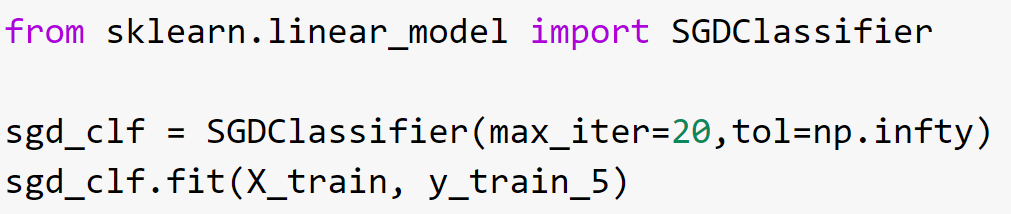 from sklearn.linear_model import SGDClassifier
sgd_clf = SGDClassifier(max_iter=20,tol=np.infty)
sgd_clf.fit(X_train, y_train_5)